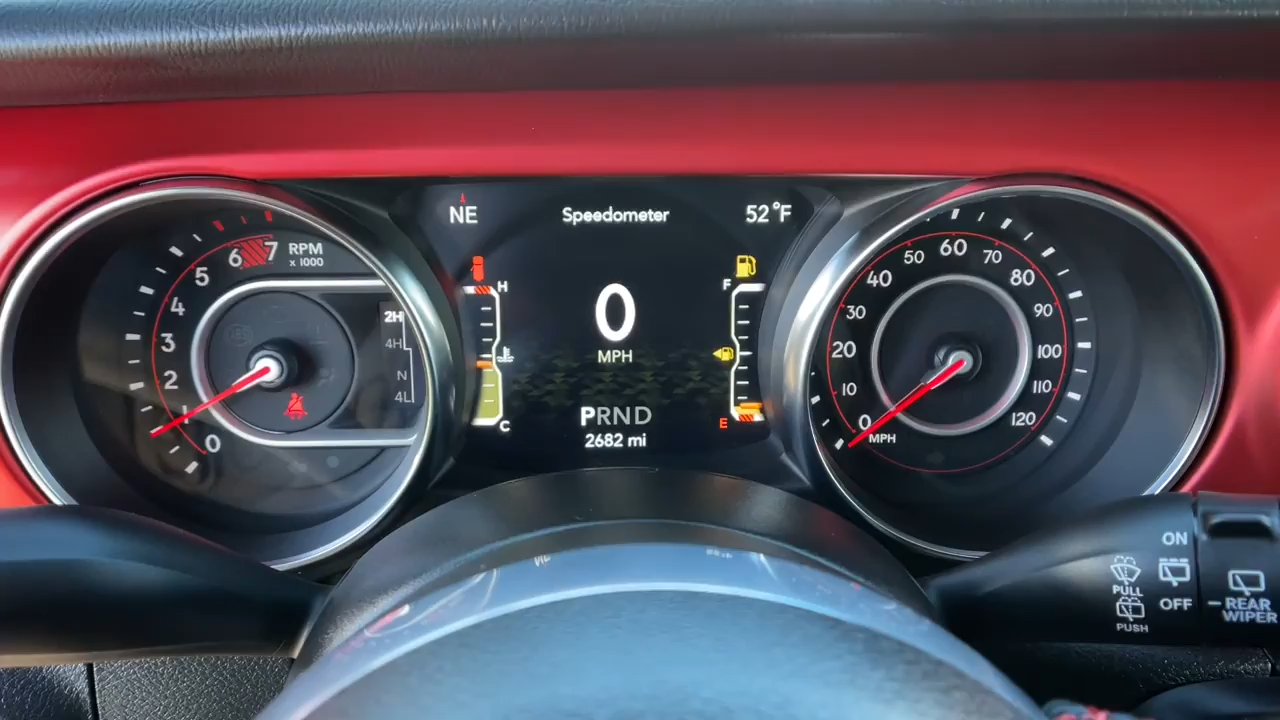 NE
Speedometer
52°F
RPM
x 1000
0
1
2
3
4
5
6
7
2H
4H
N
4L
H
C
0
MPH
PRND
2682 mi
F
E
0
10
20
30
40
50
60
70
80
90
100
110
120
MPH
ON
OFF
PULL
PUSH
REAR
WIPER